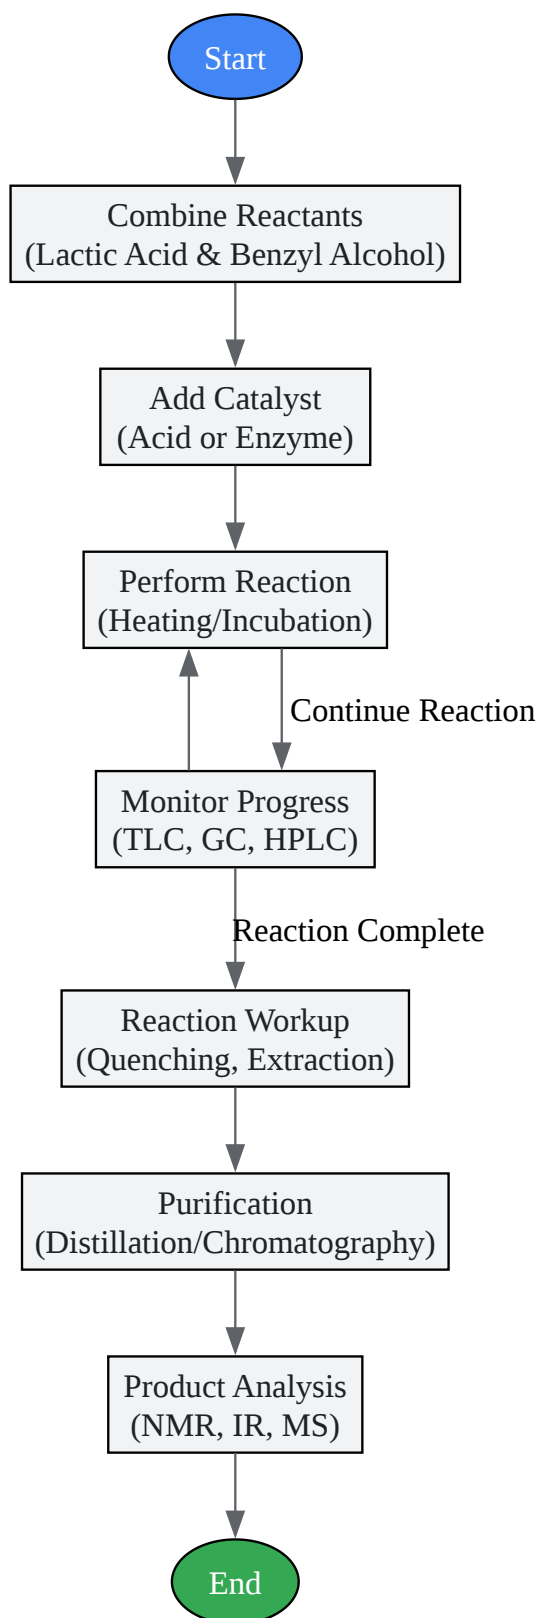 Start
Combine Reactants
(Lactic Acid & Benzyl Alcohol)
Add Catalyst
(Acid or Enzyme)
Perform Reaction
(Heating/Incubation)
Continue Reaction
Monitor Progress
(TLC, GC, HPLC)
Reaction Complete
Reaction Workup
(Quenching, Extraction)
Purification
(Distillation/Chromatography)
Product Analysis
(NMR, IR, MS)
End